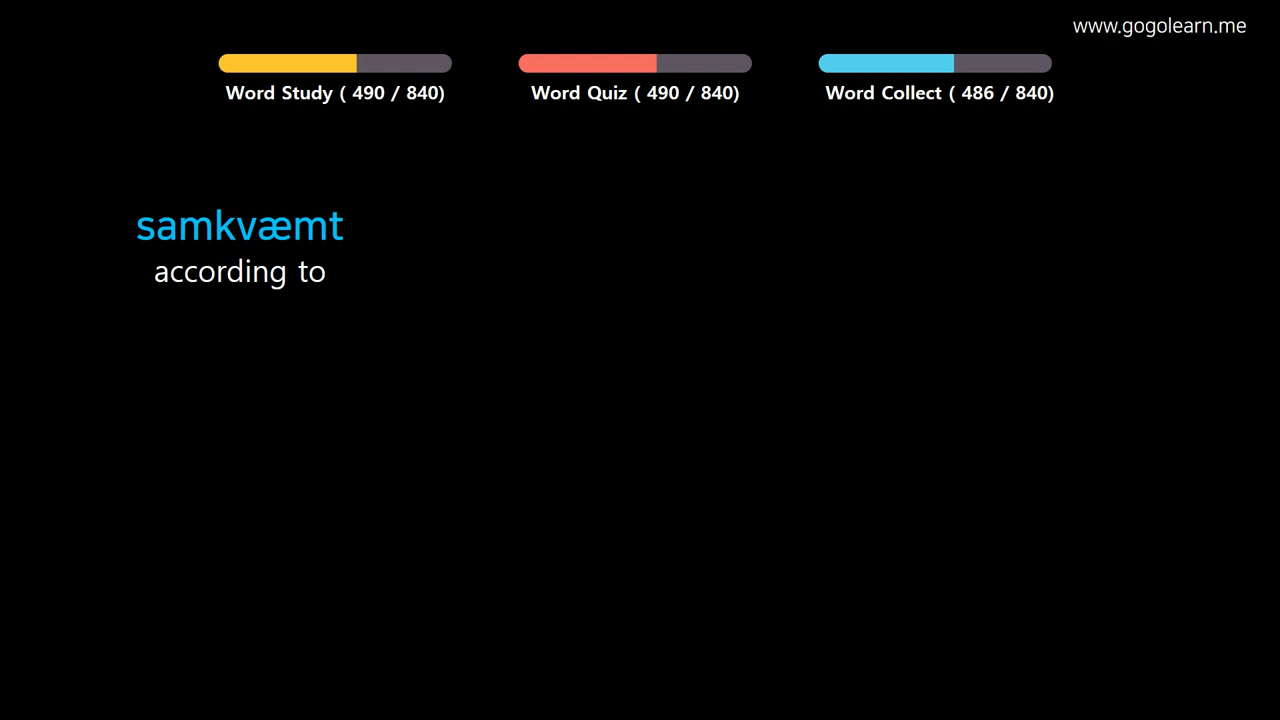 www.gogolearn.me
Word Study ( 490 / 840)
Word Quiz ( 490 / 840)
Word Collect ( 486 / 840)
samkvæmt
according to